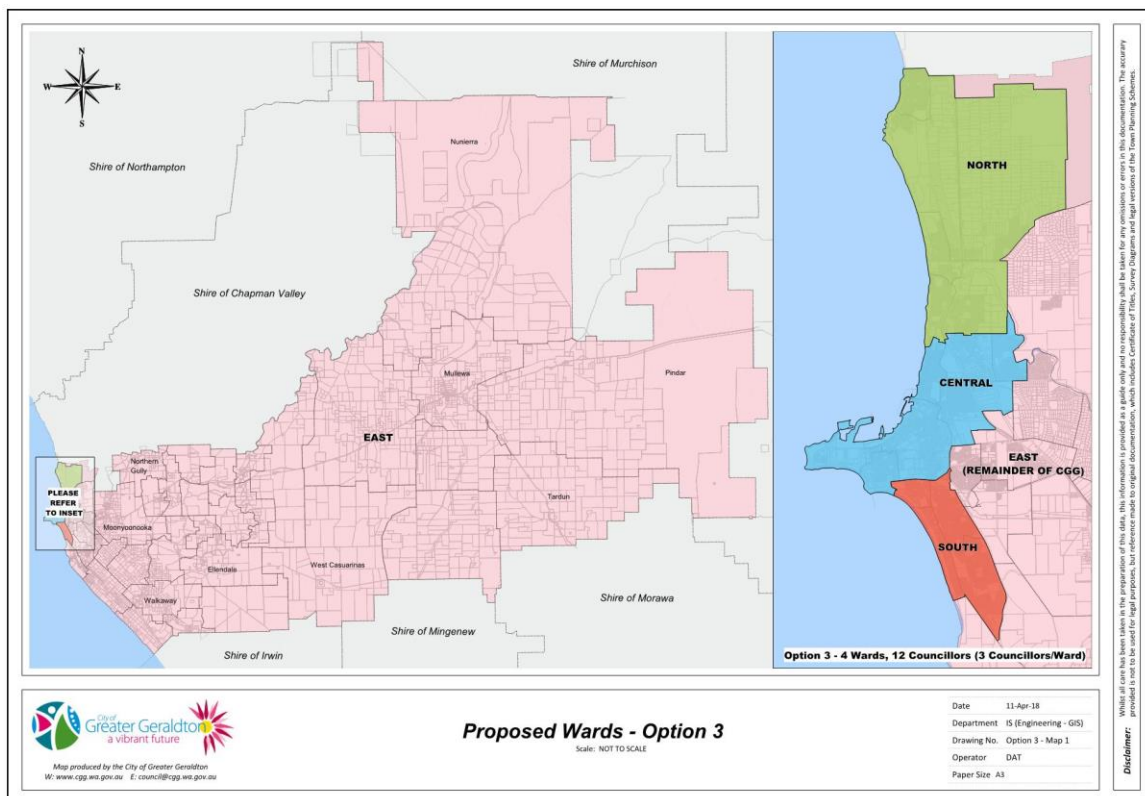 N
W
E
S
Shire of Murchison
Shire of Northampton
Nunierra
Shire of Chapman Valley
Mullewa
Pindar
EAST
Northern
Gully
PLEASE
REFER
TO INSET
Moonyoonooka
Tardun
Ellendale
West Casuarinas
Walkaway
Shire of Morawa
Shire of Mingenew
Shire of Irwin
NORTH
CENTRAL
EAST
(REMAINDER OF CGG)
SOUTH
Option 3 - 4 Wards, 12 Councillors (3 Councillors/Ward)
City of
Greater Geraldton
a vibrant future
Map produced by the City of Greater Geraldton
W: www.cgg.wa.gov.au E: council@cgg.wa.gov.au
Proposed Wards - Option 3
Scale: NOT TO SCALE
Date 11-Apr-18
Department IS (Engineering - GIS)
Drawing No. Option 3 - Map 1
Operator DAT
Paper Size A3
Disclaimer: Whilst all care has been taken in the preparation of this data, this information is provided as a guide only and no responsibility shall be taken for any omissions or errors in this documentation. The accurary
provided is not to be used for legal purposes, but reference made to original documentation, which includes Certificate of Titles, Survey Diagrams and legal versions of the Town Planning Schemes.